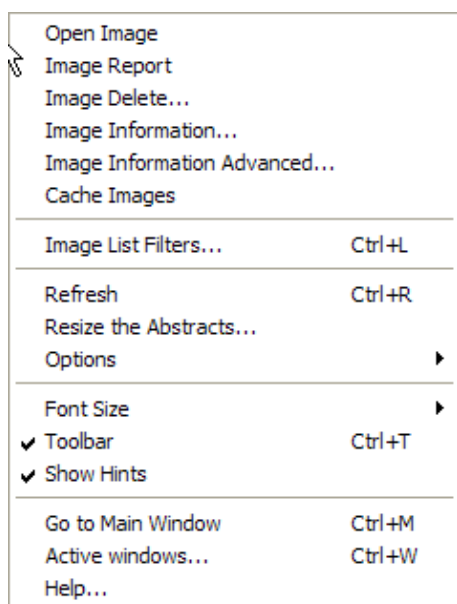 Open Image
Image Report
Image Delete...
Image Information...
Image Information Advanced...
Cache Images
Image List Filters... Ctrl+L
Refresh Ctrl+R
Resize the Abstracts...
Options
Font Size
Toolbar Ctrl+T
Show Hints
Go to Main Window Ctrl+M
Active windows... Ctrl+W
Help...